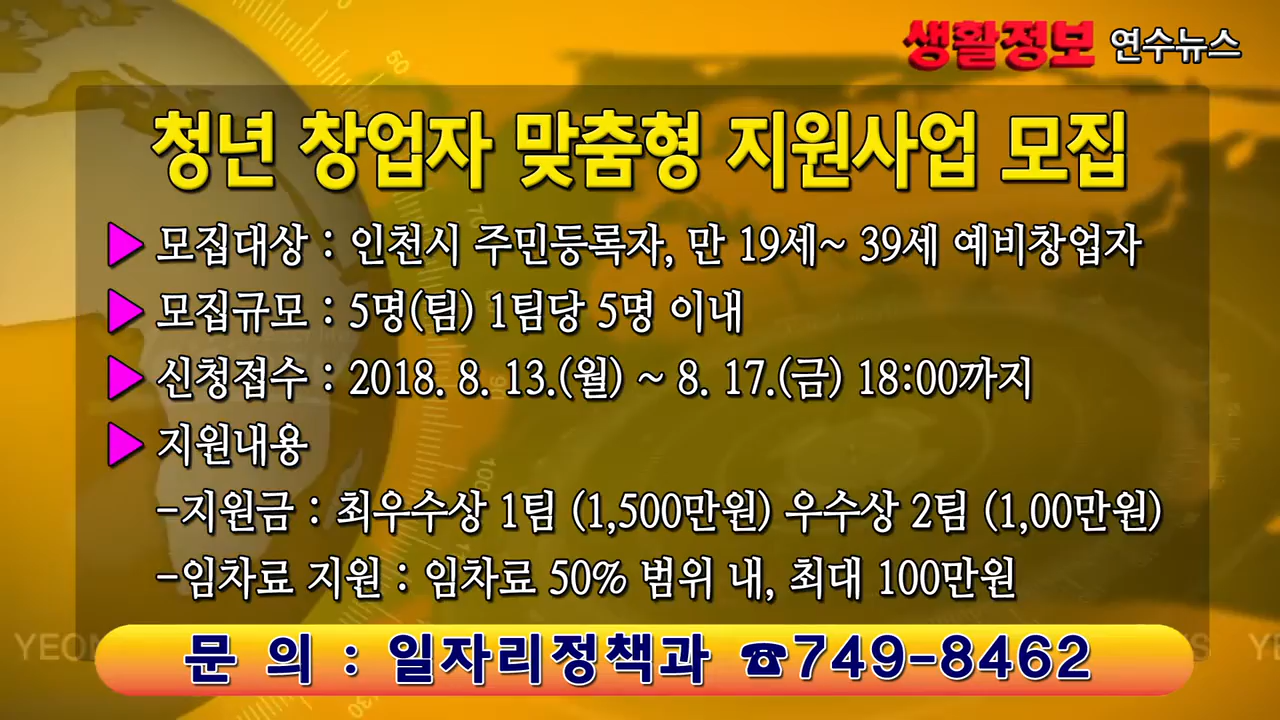 생활정보 연수뉴스
청년 창업자 맞춤형 지원사업 모집
▶ 모집대상 : 인천시 주민등록자, 만 19세~ 39세 예비창업자
▶ 모집규모 : 5명(팀) 1팀당 5명 이내
▶ 신청접수 : 2018. 8. 13.(월) ~ 8. 17.(금) 18:00까지
▶ 지원내용
-지원금 : 최우수상 1팀 (1,500만원) 우수상 2팀 (1,00만원)
-임차료 지원 : 임차료 50% 범위 내, 최대 100만원
문 의 : 일자리정책과 ☎749-8462